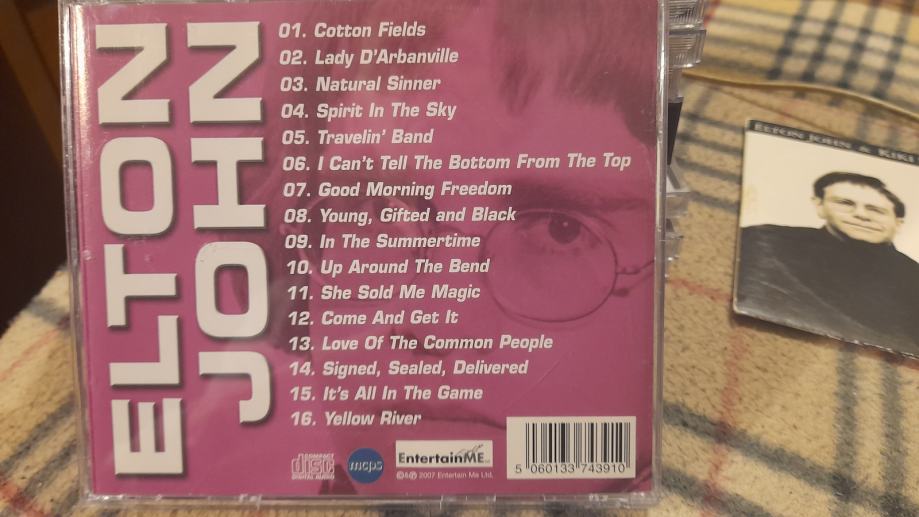 ELTON
JOHN
01. Cotton Fields
02. Lady D'Arbanville
03. Natural Sinner
04. Spirit In The Sky
05. Travelin' Band
06. I Can't Tell The Bottom From The Top
07. Good Morning Freedom
08. Young, Gifted and Black
09. In The Summertime
10. Up Around The Bend
11. She Sold Me Magic
12. Come And Get It
13. Love Of The Common People
14. Signed, Sealed, Delivered
15. It's All In The Game
16. Yellow River
COMPACT
disc
DIGITAL AUDIO
mcps
EntertainME
©&℗ 2007 Entertain Me Ltd.
5 060133 743910
ELTON JOHN & KIKI